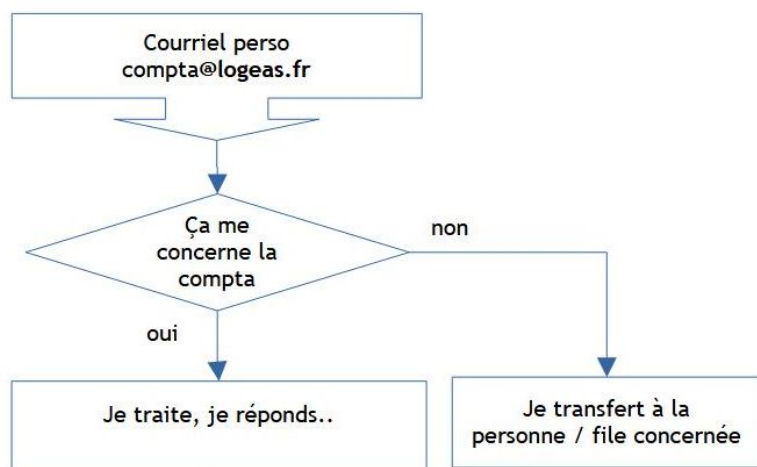 Courriel perso
compta@logeas.fr
Ça me
concerne la
compta
non
oui
Je traite, je réponds..
Je transfert à la
personne / file concernée